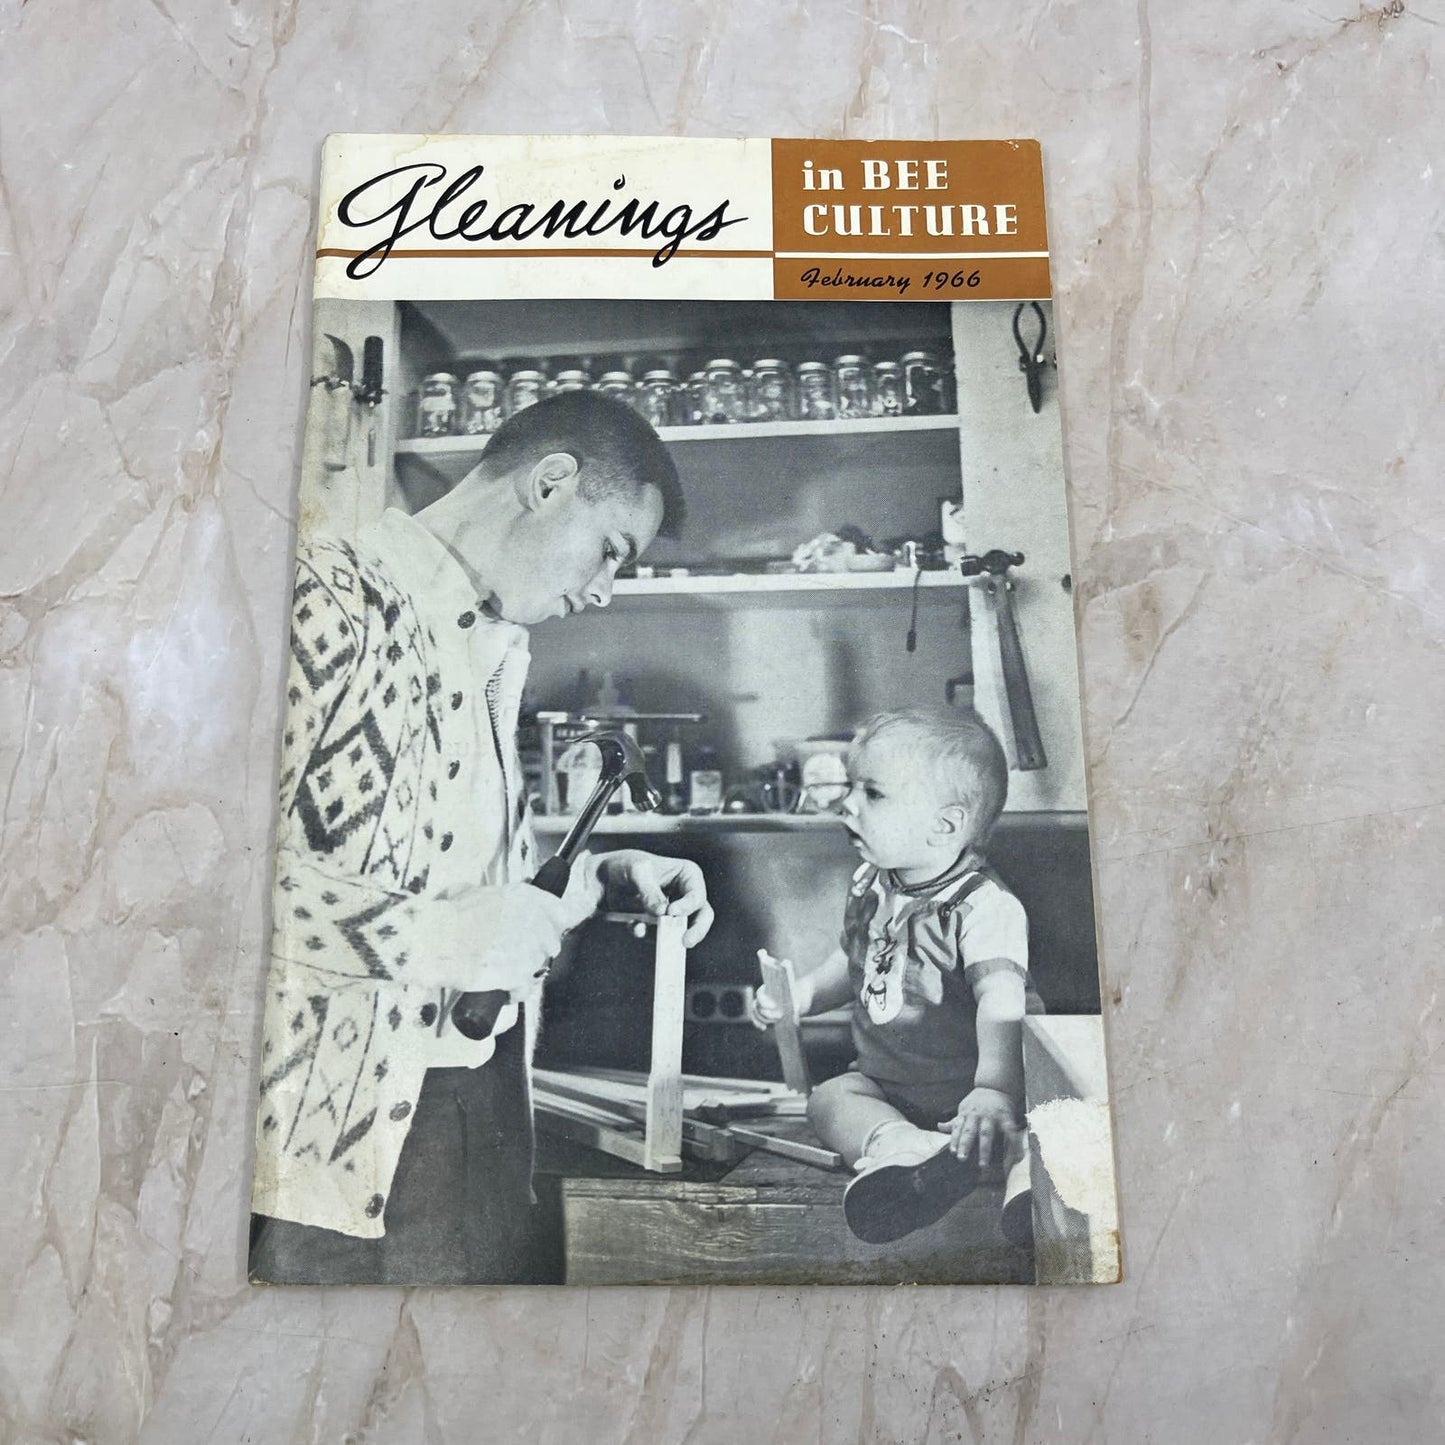 Gleanings
in BEE
CULTURE
February 1966